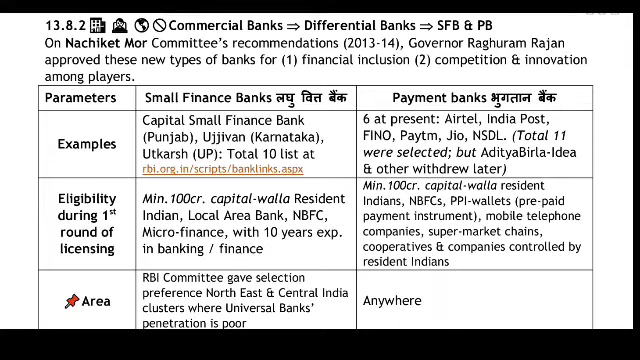 13.8.2 Commercial Banks ⇒ Differential Banks ⇒ SFB & PB
On Nachiket Mor Committee's recommendations (2013-14), Governor Raghuram Rajan
approved these new types of banks for (1) financial inclusion (2) competition & innovation
among players.
Parameters
Small Finance Banks लघु वित्त बैंक
Payment banks भुगतान बैंक
Examples
Capital Small Finance Bank
(Punjab), Ujjivan (Karnataka),
Utkarsh (UP): Total 10 list at
rbi.org.in/scripts/banklinks.aspx
6 at present: Airtel, India Post,
FINO, Paytm, Jio, NSDL. (Total 11
were selected; but AdityaBirla-Idea
& other withdrew later)
Eligibility
during 1st
round of
licensing
Min.100cr. capital-walla Resident
Indian, Local Area Bank, NBFC,
Micro-finance, with 10 years exp.
in banking / finance
Min.100cr. capital-walla resident
Indians, NBFCs, PPI-wallets (pre-paid
payment instrument), mobile telephone
companies, super-market chains,
cooperatives & companies controlled by
resident Indians
Area
RBI Committee gave selection
preference North East & Central India
clusters where Universal Banks'
penetration is poor
Anywhere